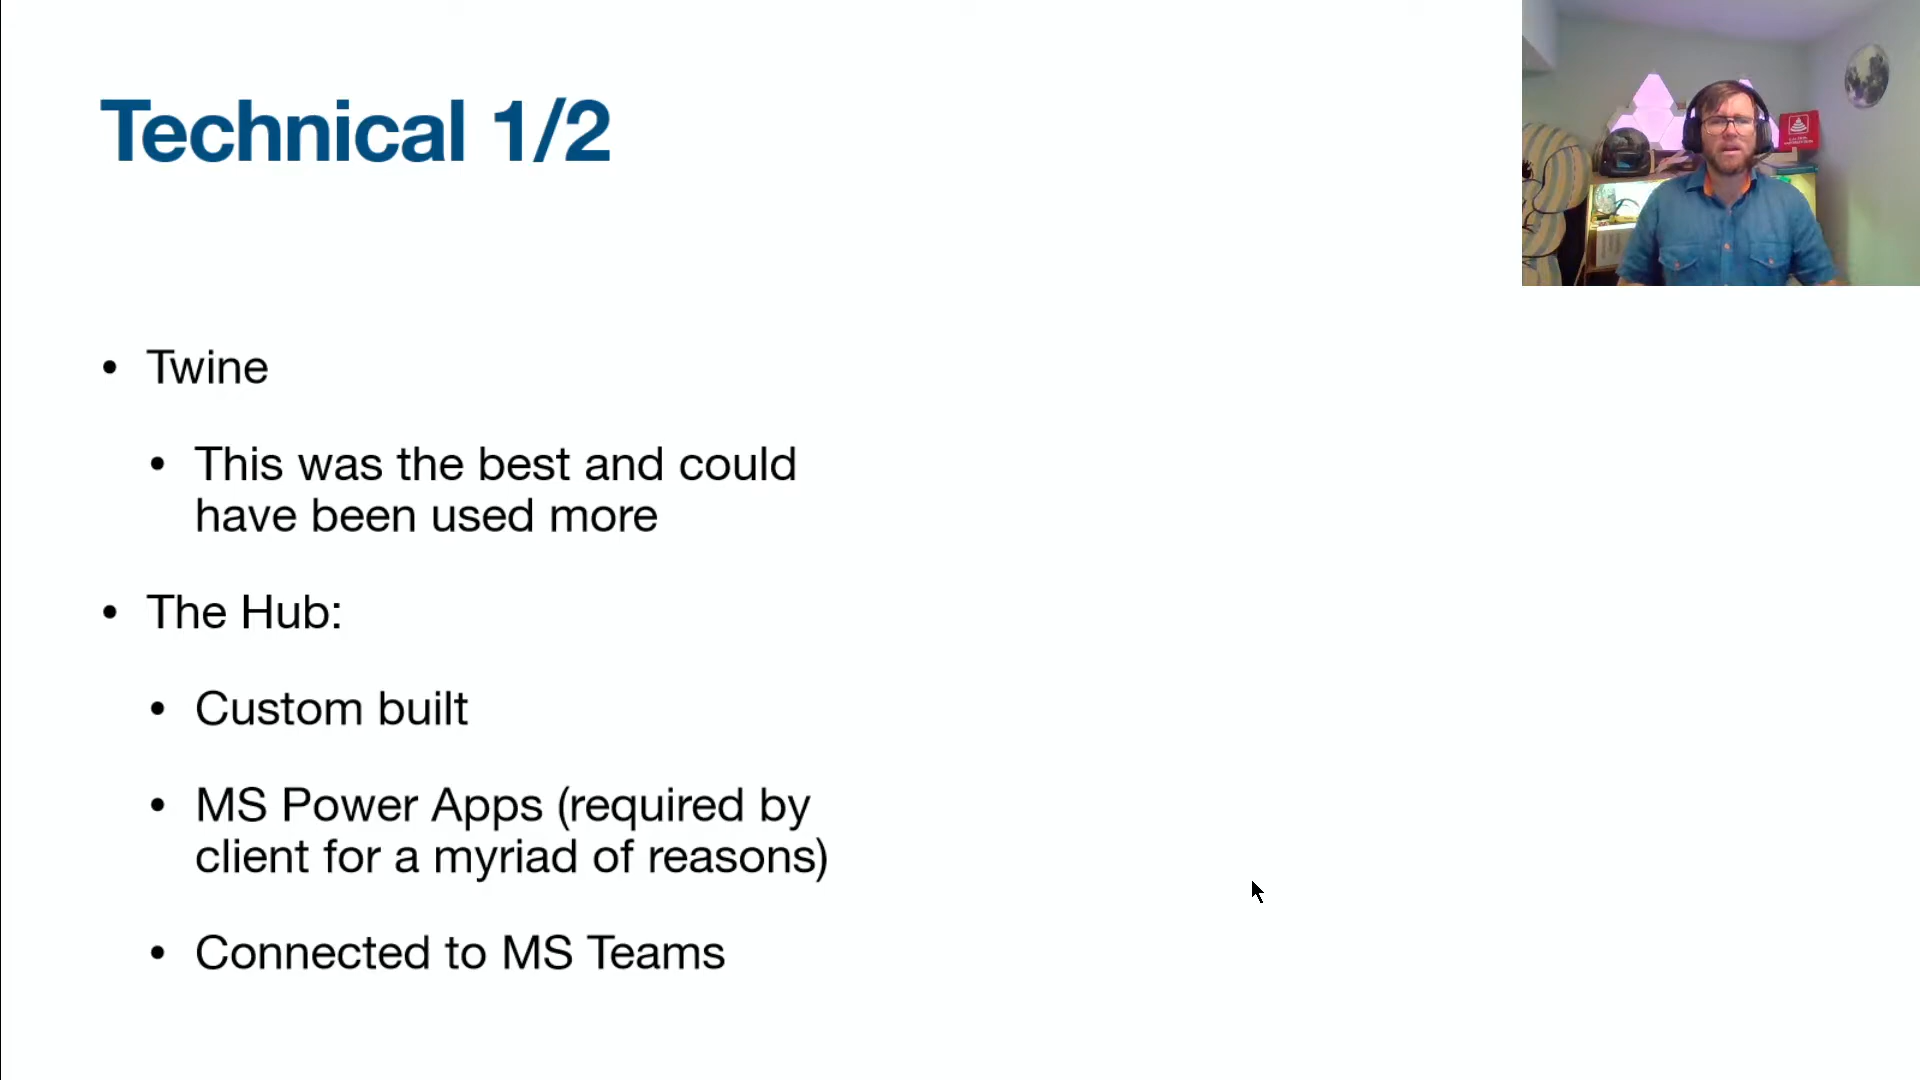 Technical 1/2
• Twine
• This was the best and could
have been used more
• The Hub:
• Custom built
• MS Power Apps (required by
client for a myriad of reasons)
• Connected to MS Teams